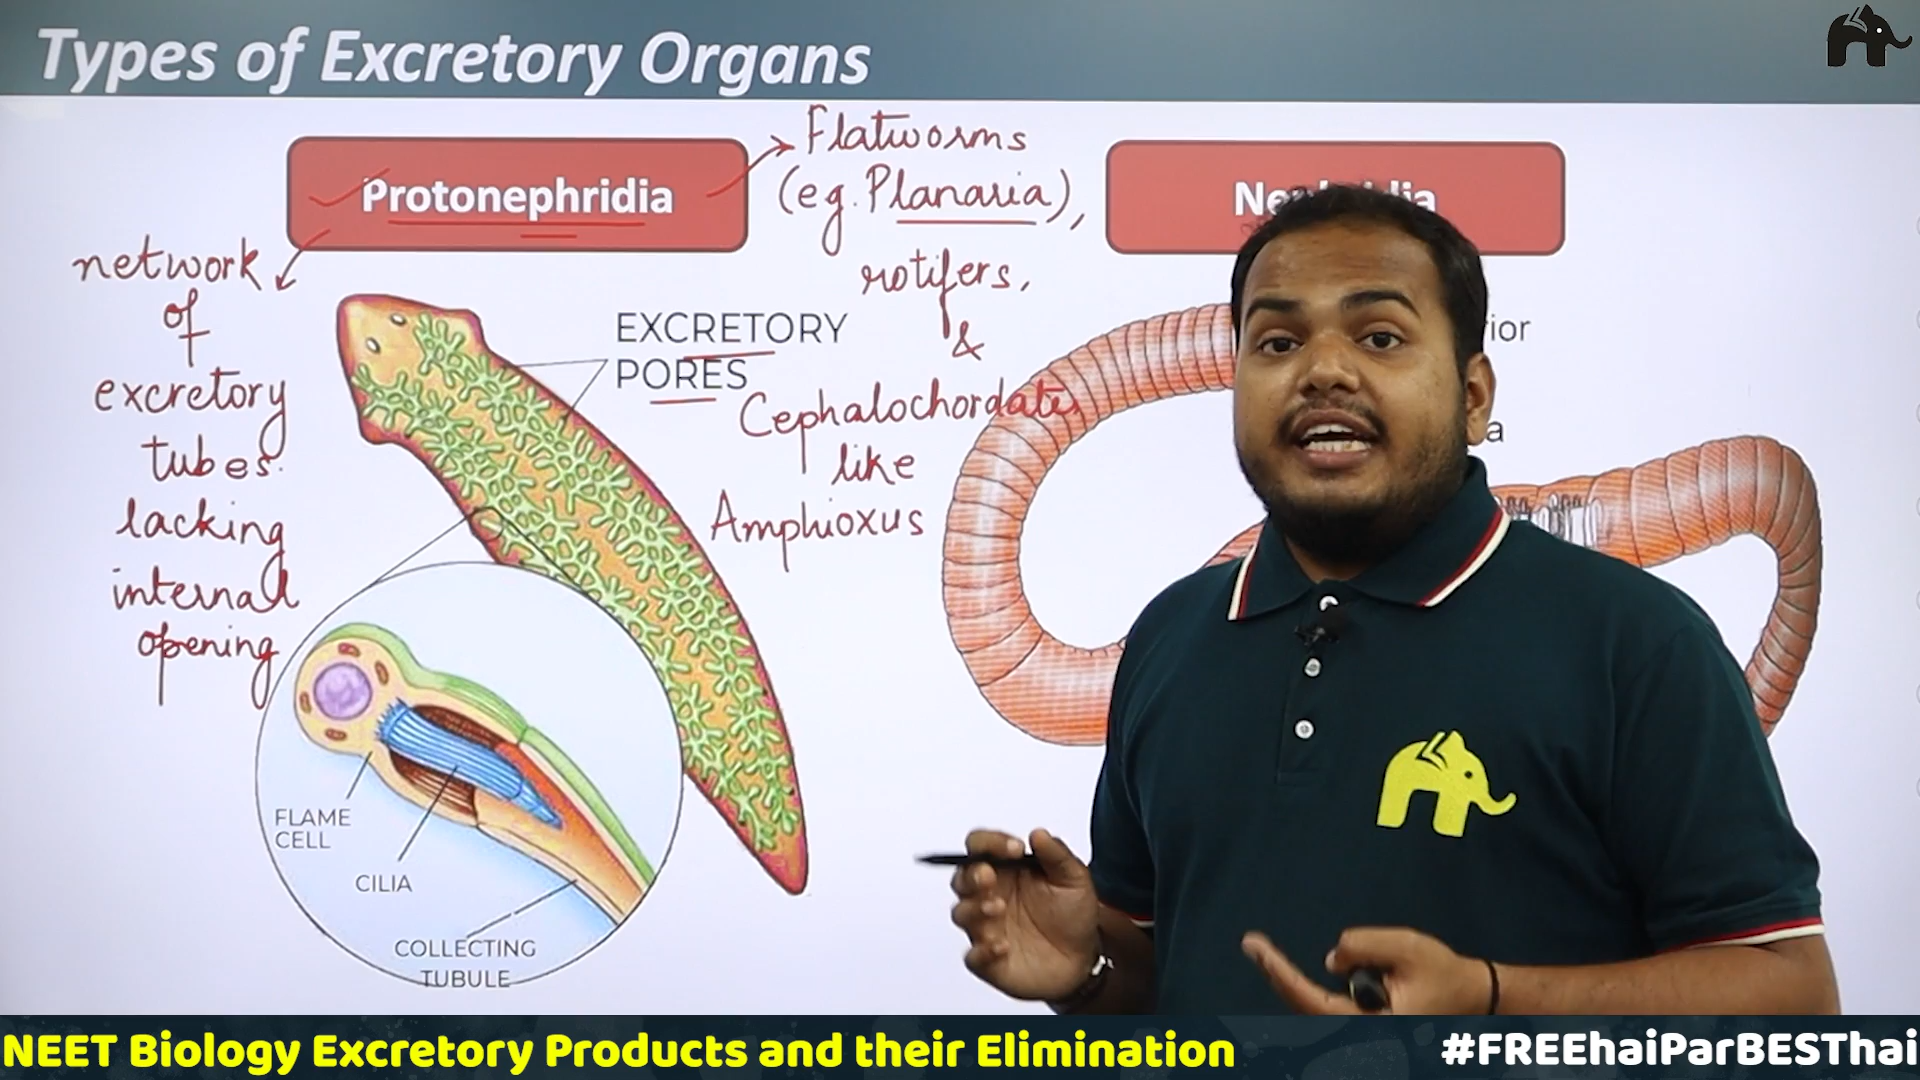 Types of Excretory Organs
Protonephridia
Flatworms
(eg. Planaria),
rotifers,
&
Cephalochordates
like
Amphioxus
network
of
excretory
tubes
lacking
internal
opening
EXCRETORY
PORES
FLAME
CELL
CILIA
COLLECTING
TUBULE
NEET Biology Excretory Products and their Elimination
#FREEhaiParBESThai